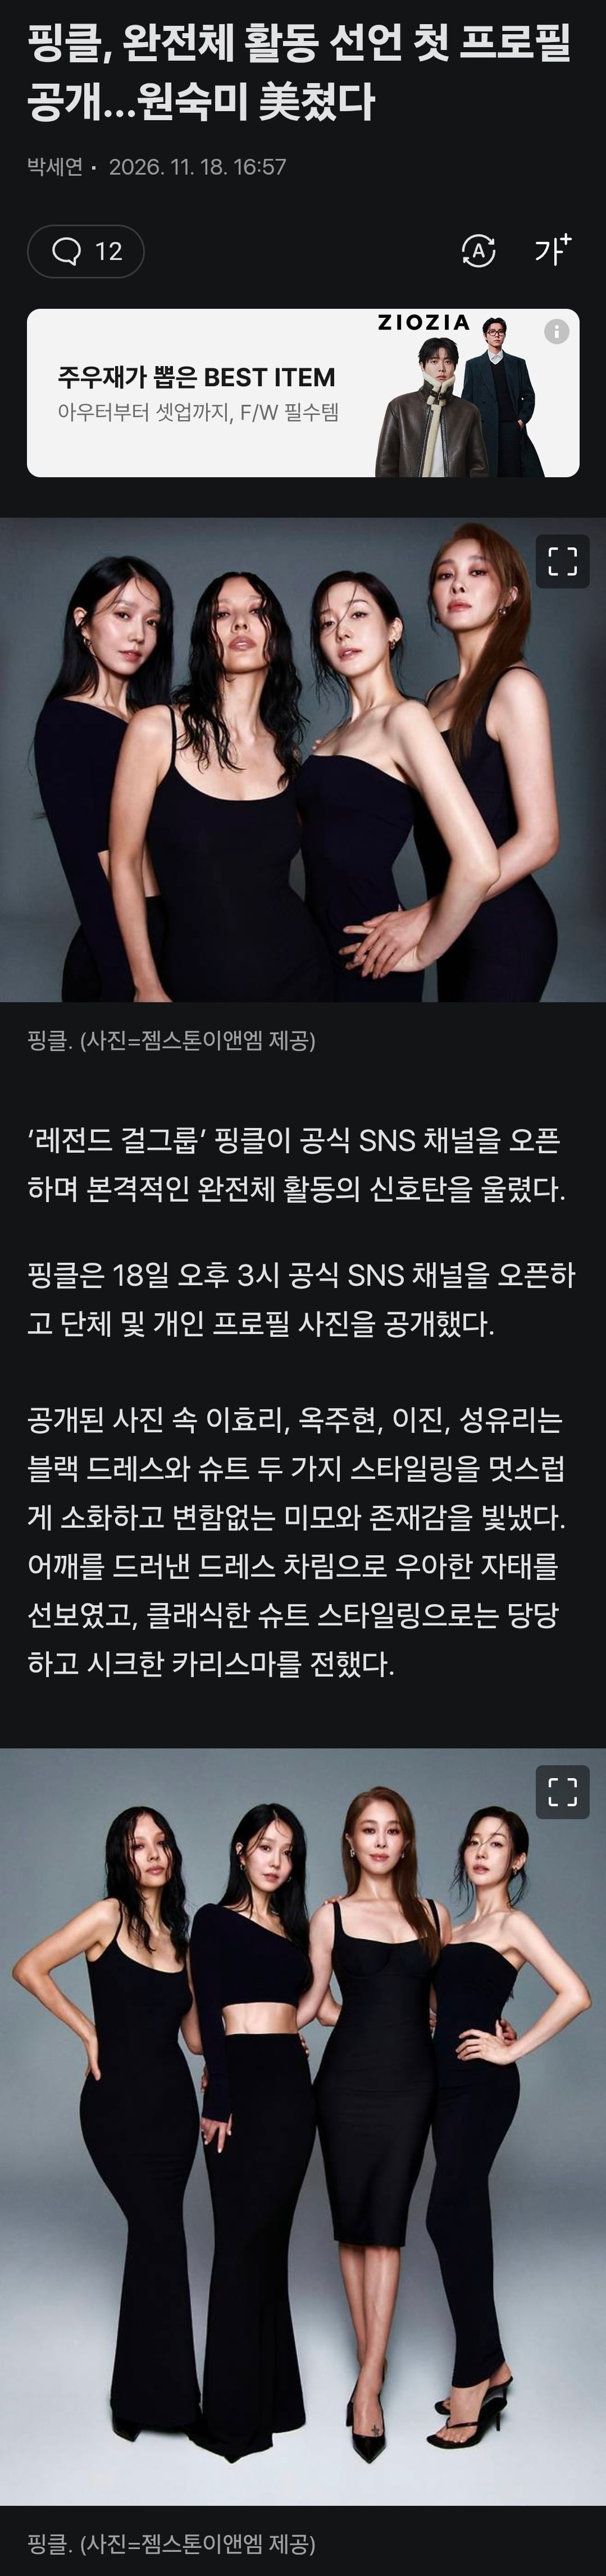 핑클, 완전체 활동 선언 첫 프로필
공개…원숙미 美쳤다
박세연 · 2026. 11. 18. 16:57
12
A
가+
ZIOZIA
주우재가 뽑은 BEST ITEM
아우터부터 셋업까지, F/W 필수템
핑클. (사진=젬스톤이앤엠 제공)
‘레전드 걸그룹’ 핑클이 공식 SNS 채널을 오픈
하며 본격적인 완전체 활동의 신호탄을 울렸다.
핑클은 18일 오후 3시 공식 SNS 채널을 오픈하
고 단체 및 개인 프로필 사진을 공개했다.
공개된 사진 속 이효리, 옥주현, 이진, 성유리는
블랙 드레스와 슈트 두 가지 스타일링을 멋스럽
게 소화하고 변함없는 미모와 존재감을 빛냈다.
어깨를 드러낸 드레스 차림으로 우아한 자태를
선보였고, 클래식한 슈트 스타일링으로는 당당
하고 시크한 카리스마를 전했다.
핑클. (사진=젬스톤이앤엠 제공)